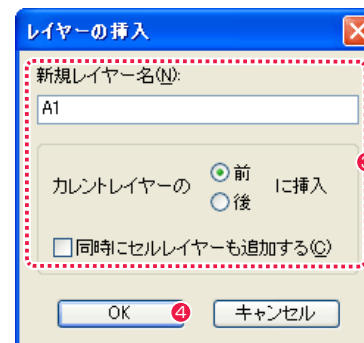 レイヤーの挿入
新規レイヤー名(N):
A1
カレントレイヤーの 前 に挿入
後
同時にセルレイヤーも追加する(C)
OK 4 キャンセル